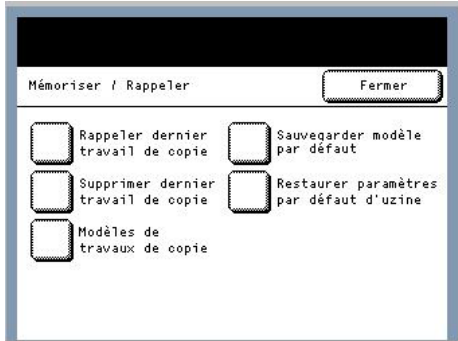 Mémoriser / Rappeler
Fermer
Rappeler dernier
travail de copie
Sauvegarder modèle
par défaut
Supprimer dernier
travail de copie
Restaurer paramètres
par défaut d'uzine
Modèles de
travaux de copie